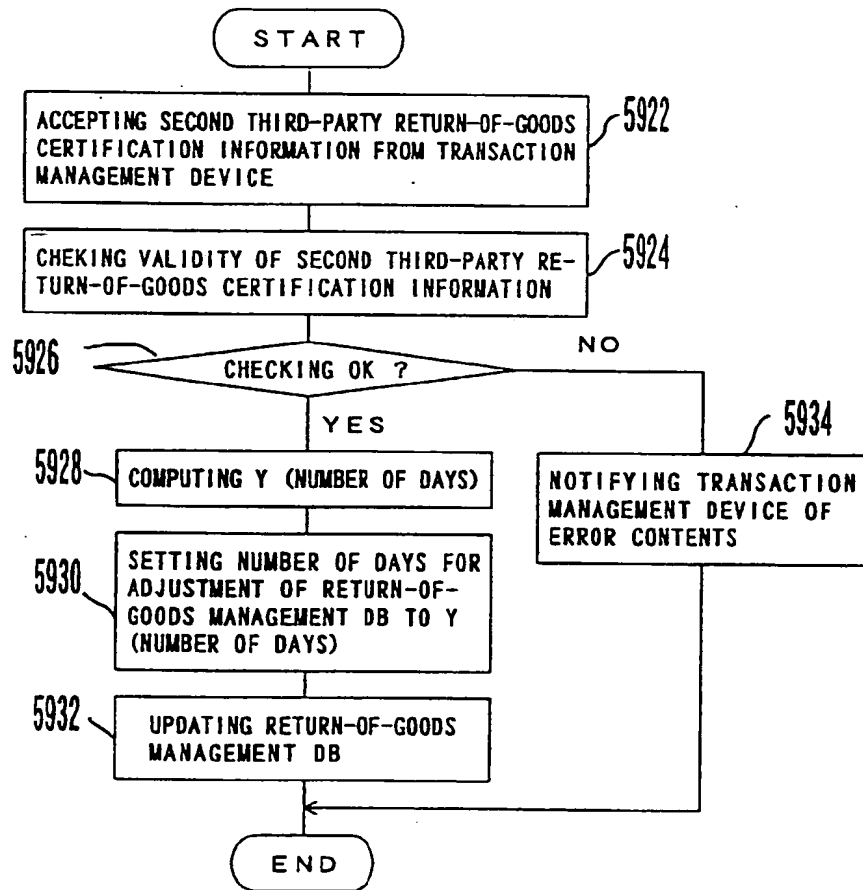 START
ACCEPTING SECOND THIRD-PARTY RETURN-OF-GOODS
CERTIFICATION INFORMATION FROM TRANSACTION
MANAGEMENT DEVICE
5922
CHEKING VALIDITY OF SECOND THIRD-PARTY RE-
TURN-OF-GOODS CERTIFICATION INFORMATION
5924
5926
CHECKING OK ?
NO
YES
5928
COMPUTING Y (NUMBER OF DAYS)
5934
NOTIFYING TRANSACTION
MANAGEMENT DEVICE OF
ERROR CONTENTS
5930
SETTING NUMBER OF DAYS FOR
ADJUSTMENT OF RETURN-OF-
GOODS MANAGEMENT DB TO Y
(NUMBER OF DAYS)
5932
UPDATING RETURN-OF-GOODS
MANAGEMENT DB
END